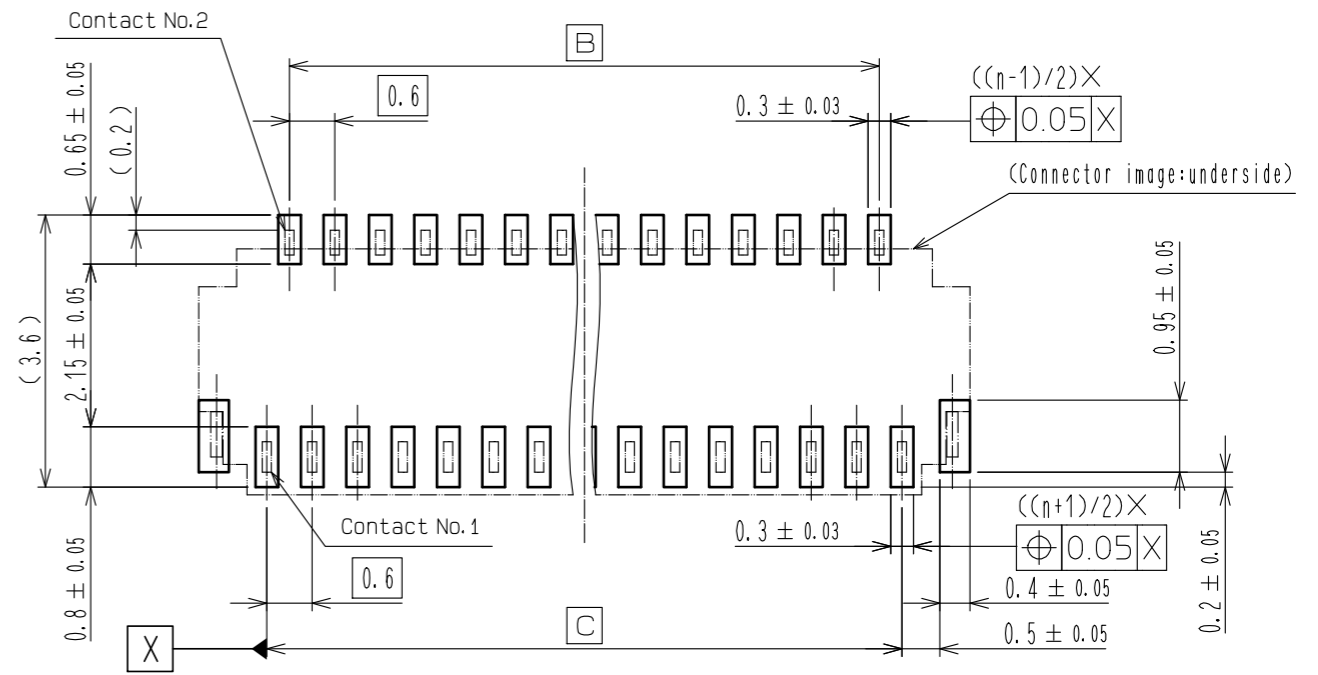 Contact No.2
B
0.6
0.3 ± 0.03
((n-1)/2)X
⌖ 0.05 X
0.65 ± 0.05
(0.2)
(Connector image:underside)
(3.6)
2.15 ± 0.05
0.95 ± 0.05
Contact No.1
0.6
0.3 ± 0.03
((n+1)/2)X
⌖ 0.05 X
0.8 ± 0.05
0.4 ± 0.05
0.2 ± 0.05
X
C
0.5 ± 0.05